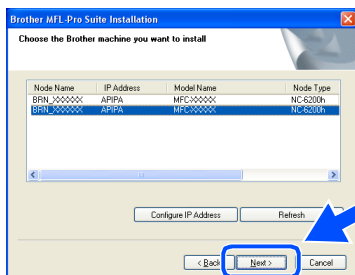 Brother MFL-Pro Suite Installation
Choose the Brother machine you want to install
Node Name IP Address Model Name Node Type
BRN_XXXXXX APIPA MFC-XXXXX NC-6200h
BRN_XXXXXX APIPA MFC-XXXXX NC-6200h
Configure IP Address Refresh
< Back Next > Cancel